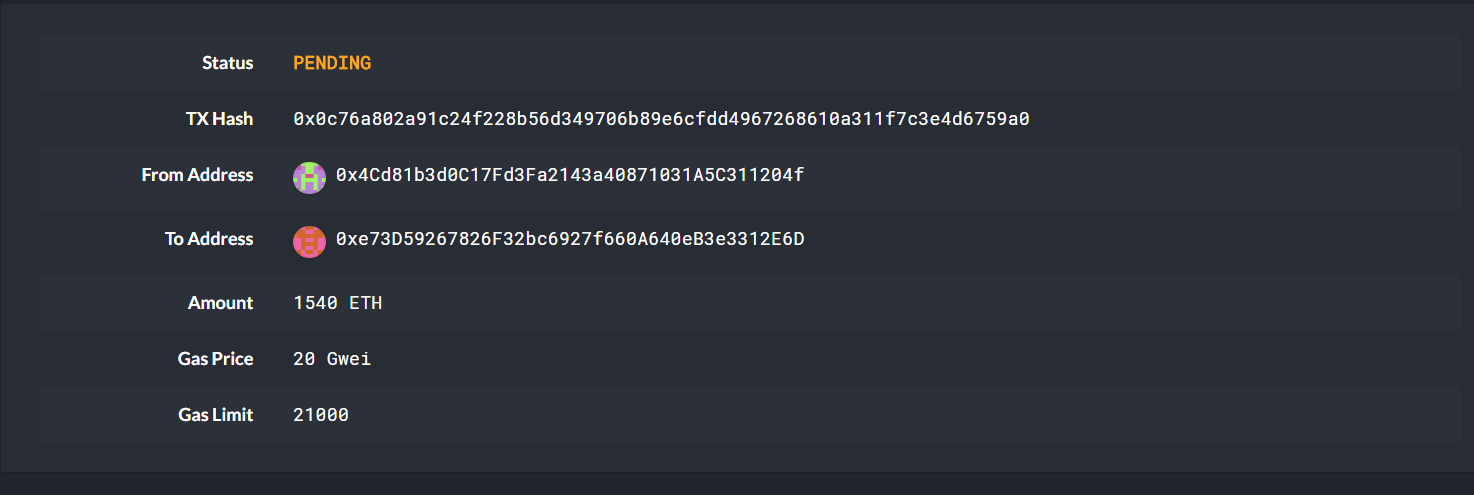 Status PENDING
TX Hash 0x0c76a802a91c24f228b56d349706b89e6cfdd4967268610a311f7c3e4d6759a0
From Address 0x4Cd81b3d0C17Fd3Fa2143a40871031A5C311204f
To Address 0xe73D59267826F32bc6927f660A640eB3e3312E6D
Amount 1540 ETH
Gas Price 20 Gwei
Gas Limit 21000